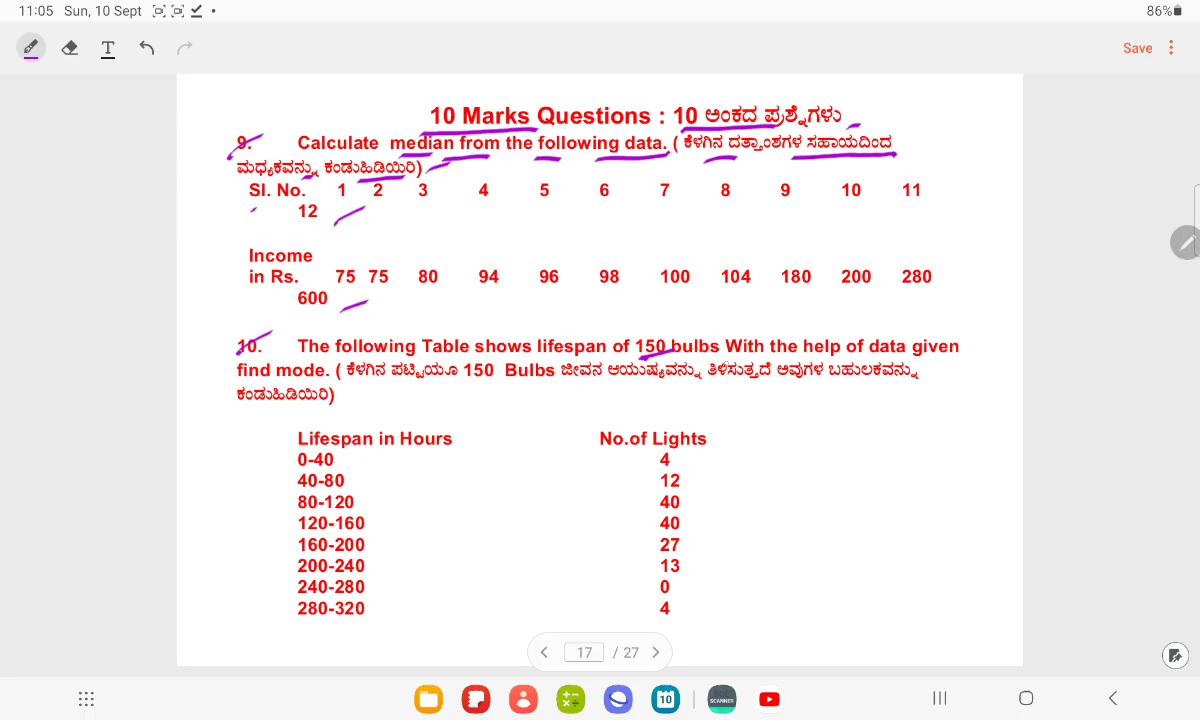 11:05 Sun, 10 Sept
86%
T
Save
10 Marks Questions : 10 ಅಂಕದ ಪ್ರಶ್ನೆಗಳು
9. Calculate median from the following data. ( ಕೆಳಗಿನ ದತ್ತಾಂಶಗಳ ಸಹಾಯದಿಂದ
ಮಧ್ಯಕವನ್ನು ಕಂಡುಹಿಡಿಯಿರಿ)
Sl. No. 1 2 3 4 5 6 7 8 9 10 11
12
Income
in Rs. 75 75 80 94 96 98 100 104 180 200 280
600
10. The following Table shows lifespan of 150 bulbs With the help of data given
find mode. ( ಕೆಳಗಿನ ಪಟ್ಟಿಯೂ 150 Bulbs ಜೀವನ ಆಯುಷ್ಯವನ್ನು ತಿಳಿಸುತ್ತದೆ ಅವುಗಳ ಬಹುಲಕವನ್ನು
ಕಂಡುಹಿಡಿಯಿರಿ)
Lifespan in Hours No.of Lights
0-40 4
40-80 12
80-120 40
120-160 40
160-200 27
200-240 13
240-280 0
280-320 4
17 / 27
10
SCANNER